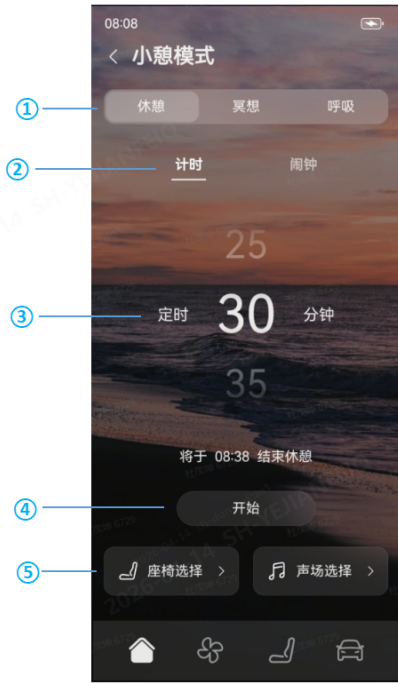 08:08
小憩模式
① 休憩 冥想 呼吸
② 计时 闹钟
25
③ 定时 30 分钟
35
将于 08:38 结束休憩
④ 开始
⑤ 座椅选择 声场选择